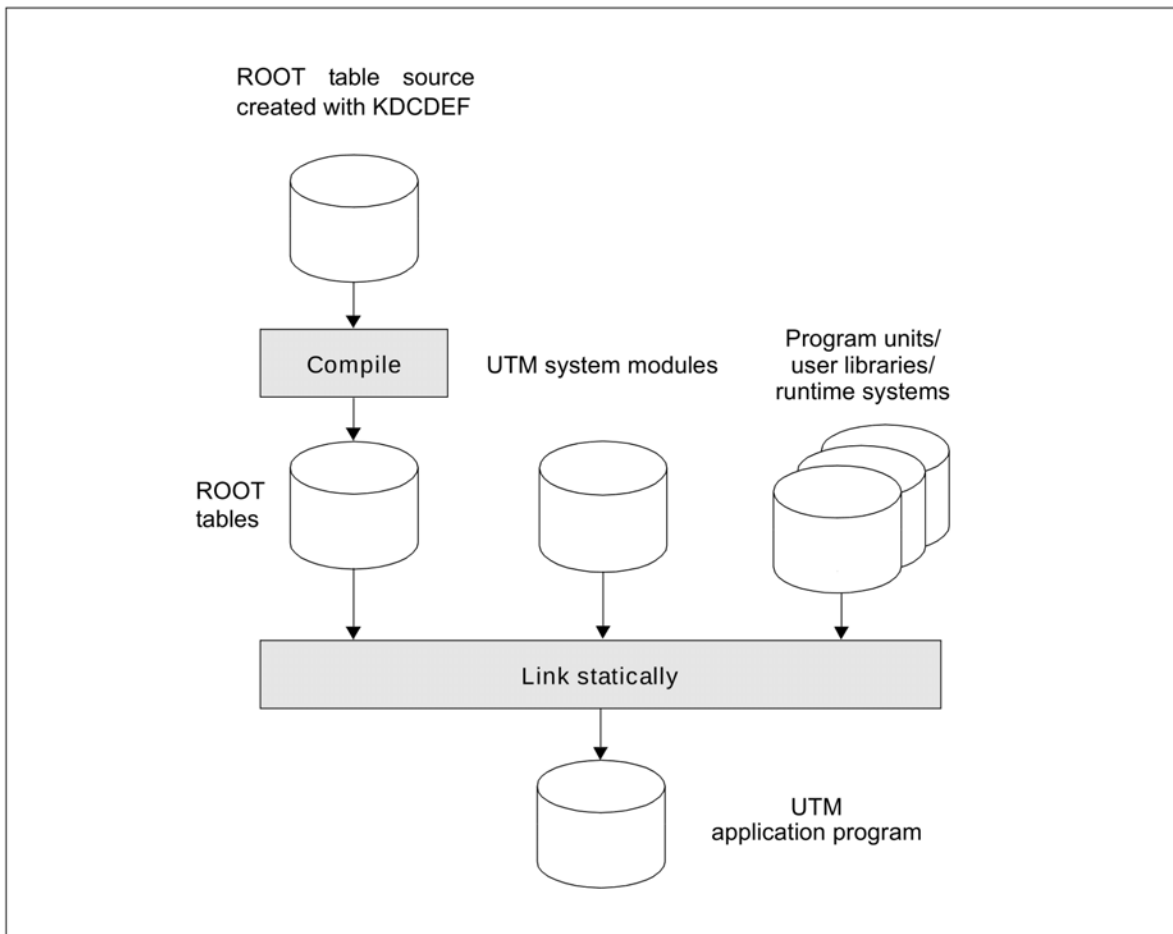 ROOT table source
created with KDCDEF
Compile
UTM system modules
Program units/
user libraries/
runtime systems
ROOT
tables
Link statically
UTM
application program